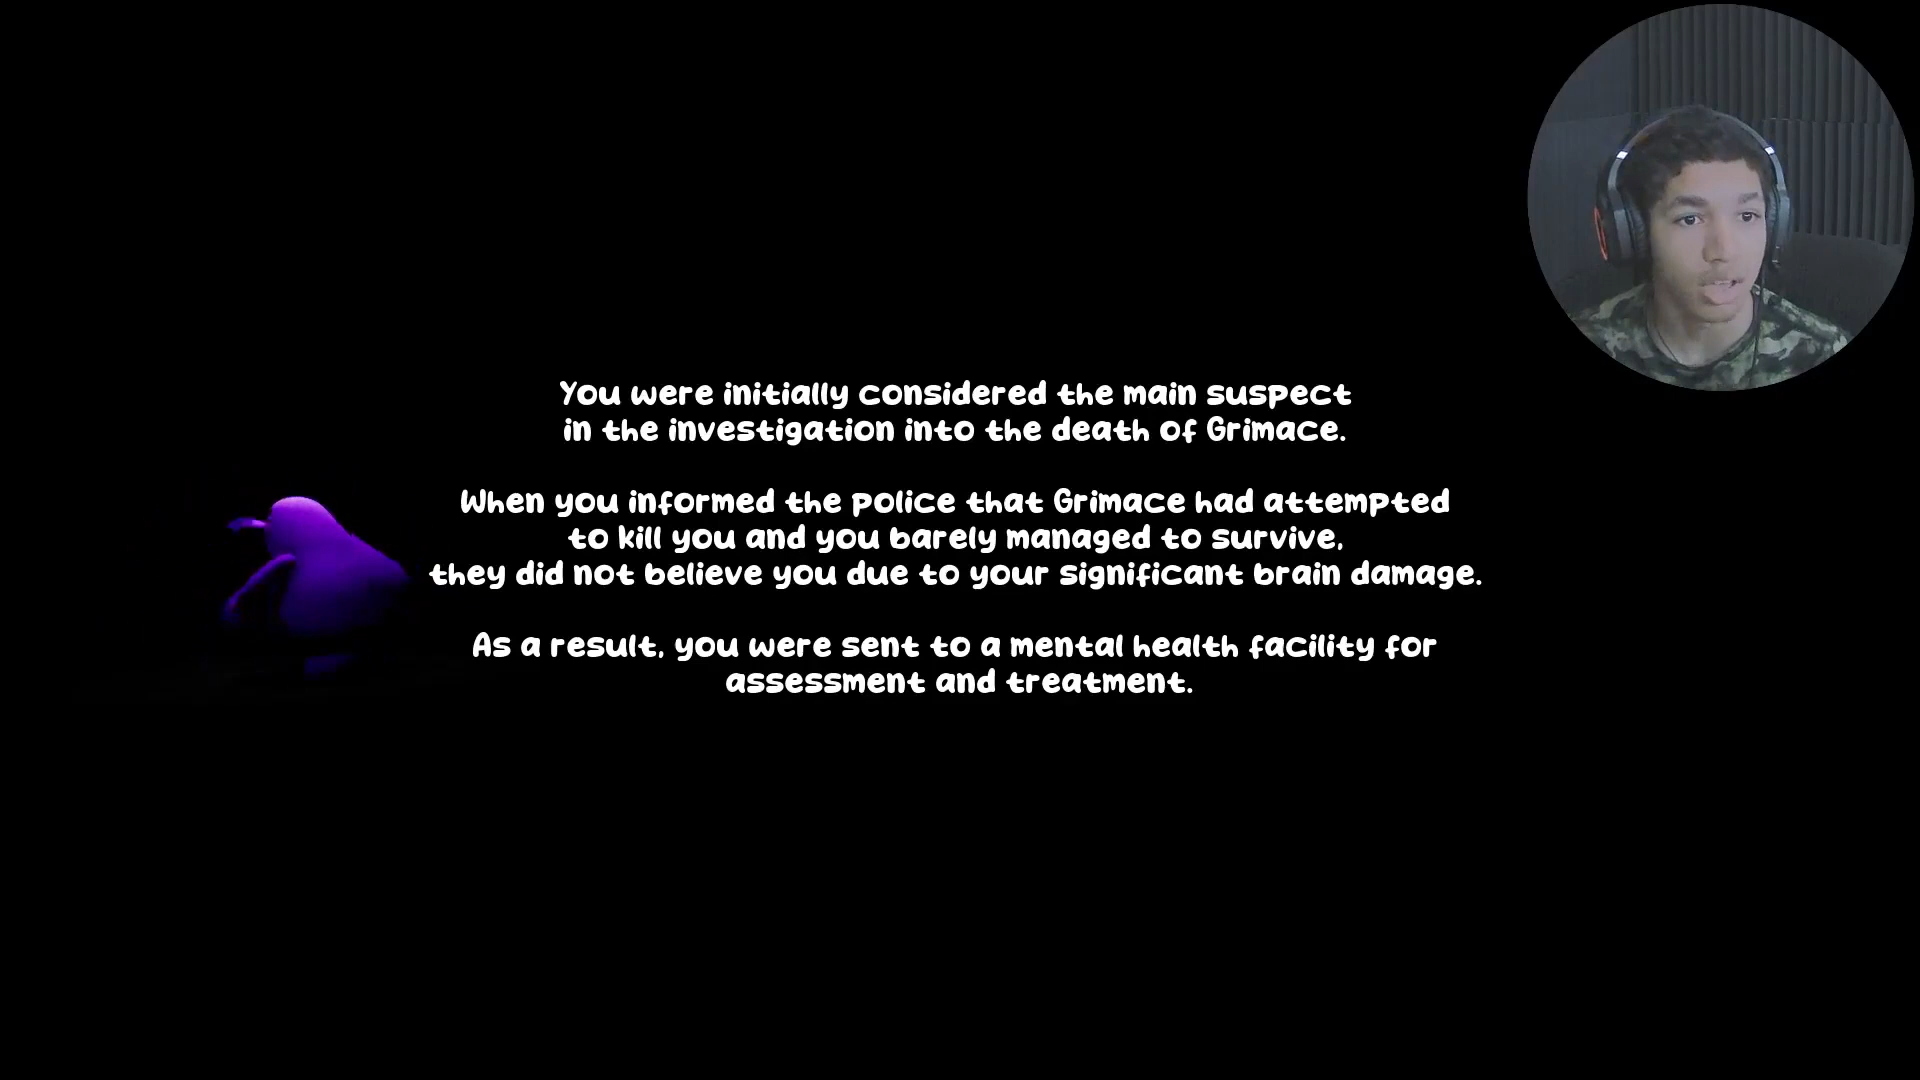 You were initially considered the main suspect
in the investigation into the death of Grimace.
When you informed the police that Grimace had attempted
to kill you and you barely managed to survive,
they did not believe you due to your significant brain damage.
As a result, you were sent to a mental health facility for
assessment and treatment.